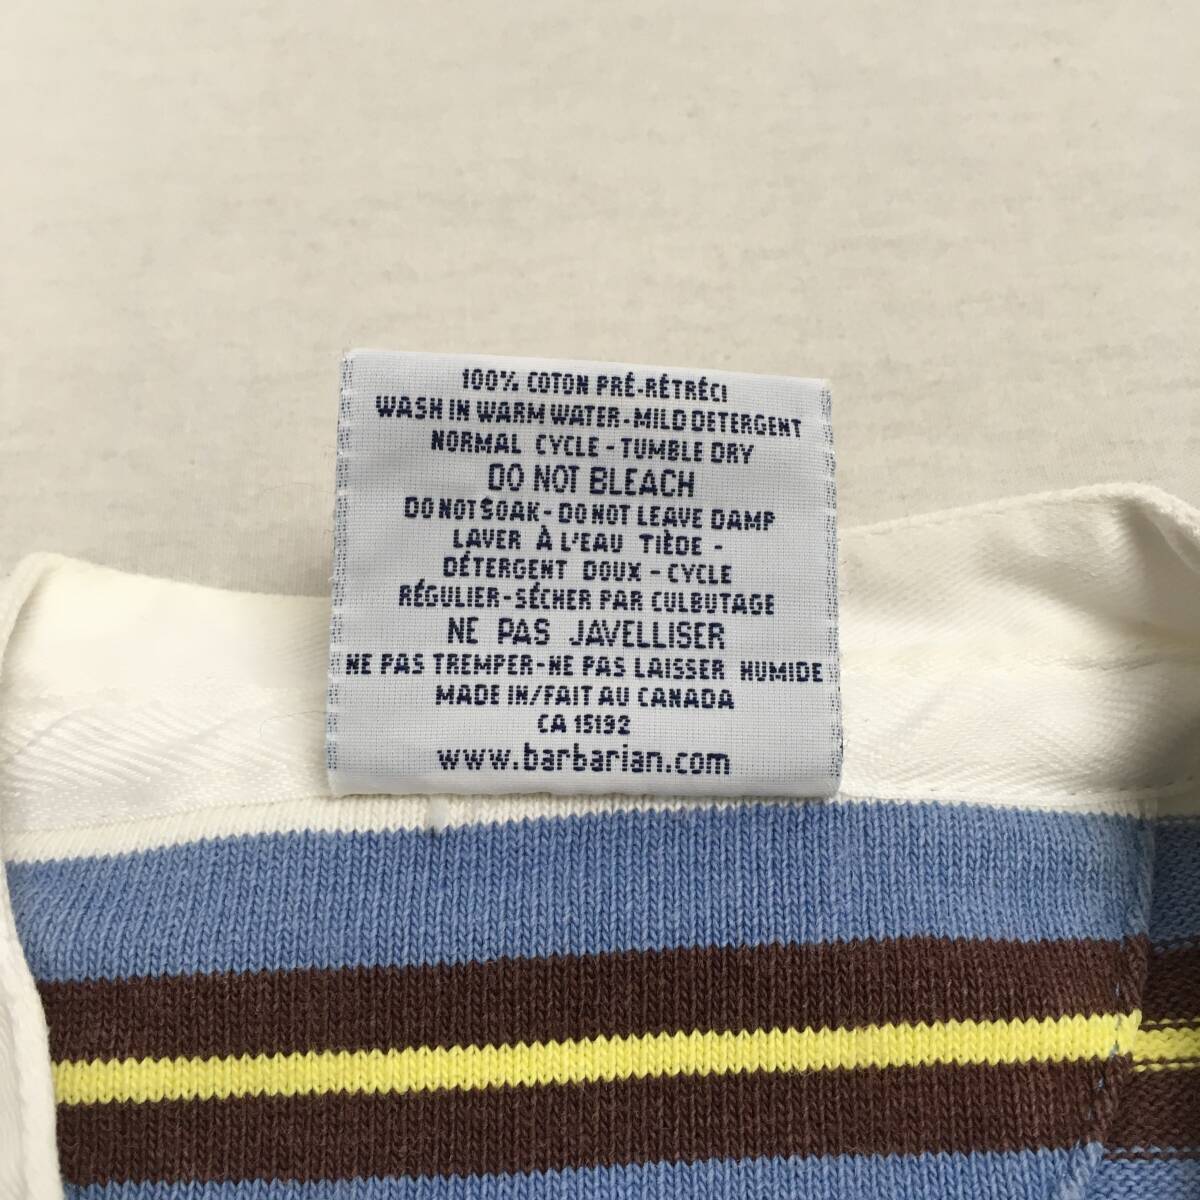 100% COTON PRÉ-RÉTRÉCI
WASH IN WARM WATER-MILD DETERGENT
NORMAL CYCLE - TUMBLE DRY
DO NOT BLEACH
DO NOT SOAK - DO NOT LEAVE DAMP
LAVER À L'EAU TIÈDE -
DÉTERGENT DOUX - CYCLE
RÉGULIER-SÉCHER PAR CULBUTAGE
NE PAS JAVELLISER
NE PAS TREMPER-NE PAS LAISSER HUMIDE
MADE IN/FAIT AU CANADA
CA 15192
www.barbarian.com